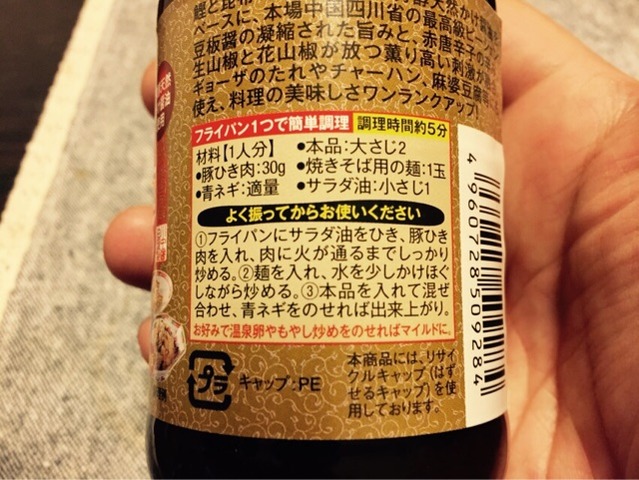 鰹と昆布
ベースに、本場中国四川省の最高級ピー
豆板醤の凝縮された旨みと、赤唐辛子の
生山椒と花山椒が放つ薫り高い刺激が
ギョーザのたれやチャーハン、麻婆豆腐
使え、料理の美味しさワンランクアップ!
フライパン1つで簡単調理 調理時間約5分
材料【1人分】 •本品:大さじ2
•豚ひき肉:30g •焼きそば用の麺:1玉
•青ネギ:適量 •サラダ油:小さじ1
よく振ってからお使いください
①フライパンにサラダ油をひき、豚ひき
肉を入れ、肉に火が通るまでしっかり
炒める。②麺を入れ、水を少しかけほぐ
しながら炒める。③本品を入れて混ぜ
合わせ、青ネギをのせれば出来上がり。
お好みで温泉卵やもやし炒めをのせればマイルドに。
プラ
キャップ:PE
本商品には、リサイ
クルキャップ(はず
せるキャップ)を使
用しております。
4960728509284